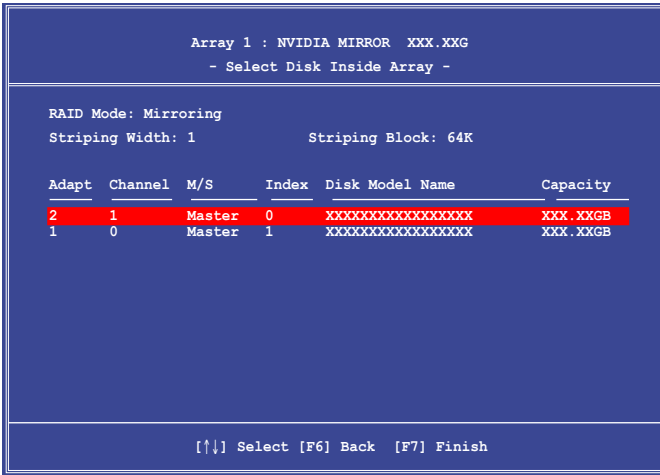 Array 1 : NVIDIA MIRROR XXX.XXG
- Select Disk Inside Array -
RAID Mode: Mirroring
Striping Width: 1 Striping Block: 64K
Adapt Channel M/S Index Disk Model Name Capacity
2 1 Master 0 XXXXXXXXXXXXXXXXX XXX.XXGB
1 0 Master 1 XXXXXXXXXXXXXXXXX XXX.XXGB
[↑↓] Select [F6] Back [F7] Finish